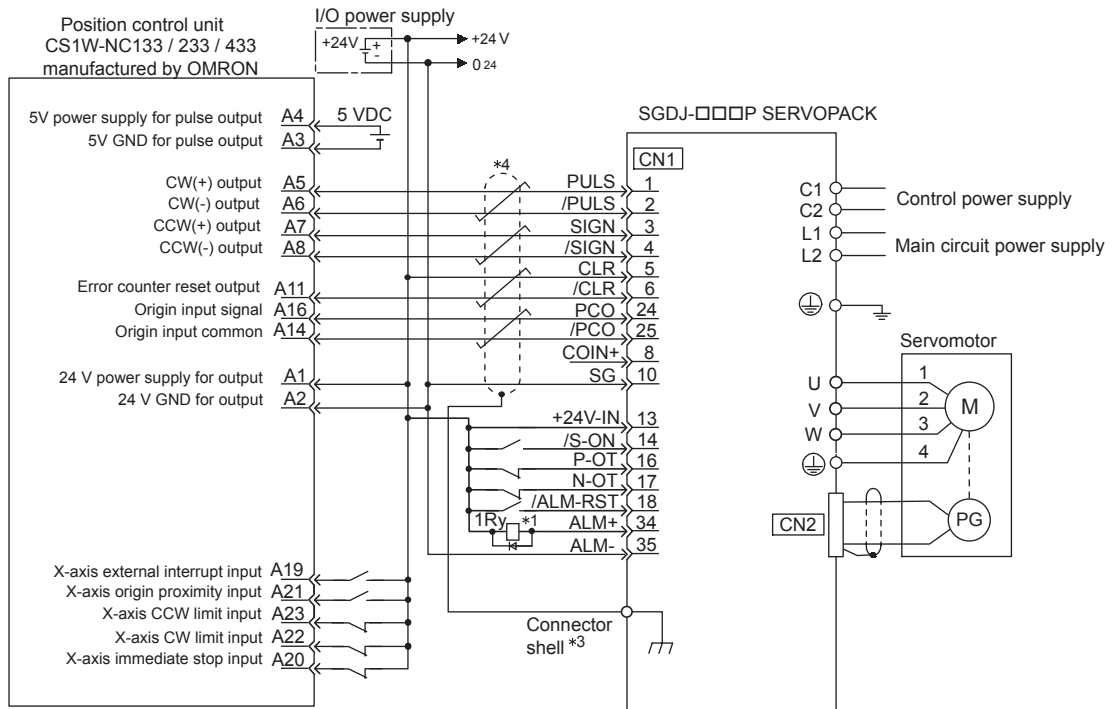 Position control unit
CS1W-NC133 / 233 / 433
manufactured by OMRON
I/O power supply
+24V + -
+24 V
0 24
5V power supply for pulse output A4 5 VDC
5V GND for pulse output A3
CW(+) output A5
CW(-) output A6
CCW(+) output A7
CCW(-) output A8
Error counter reset output A11
Origin input signal A16
Origin input common A14
24 V power supply for output A1
24 V GND for output A2
X-axis external interrupt input A19
X-axis origin proximity input A21
X-axis CCW limit input A23
X-axis CW limit input A22
X-axis immediate stop input A20
*4
SGDJ-□□□P SERVOPACK
CN1
PULS 1
/PULS 2
SIGN 3
/SIGN 4
CLR 5
/CLR 6
PCO 24
/PCO 25
COIN+ 8
SG 10
+24V-IN 13
/S-ON 14
P-OT 16
N-OT 17
/ALM-RST 18
1Ry *1 ALM+ 34
ALM- 35
Connector
shell *3
C1
C2
Control power supply
L1
L2
Main circuit power supply
Servomotor
U 1
V 2
W 3
4
M
CN2
PG